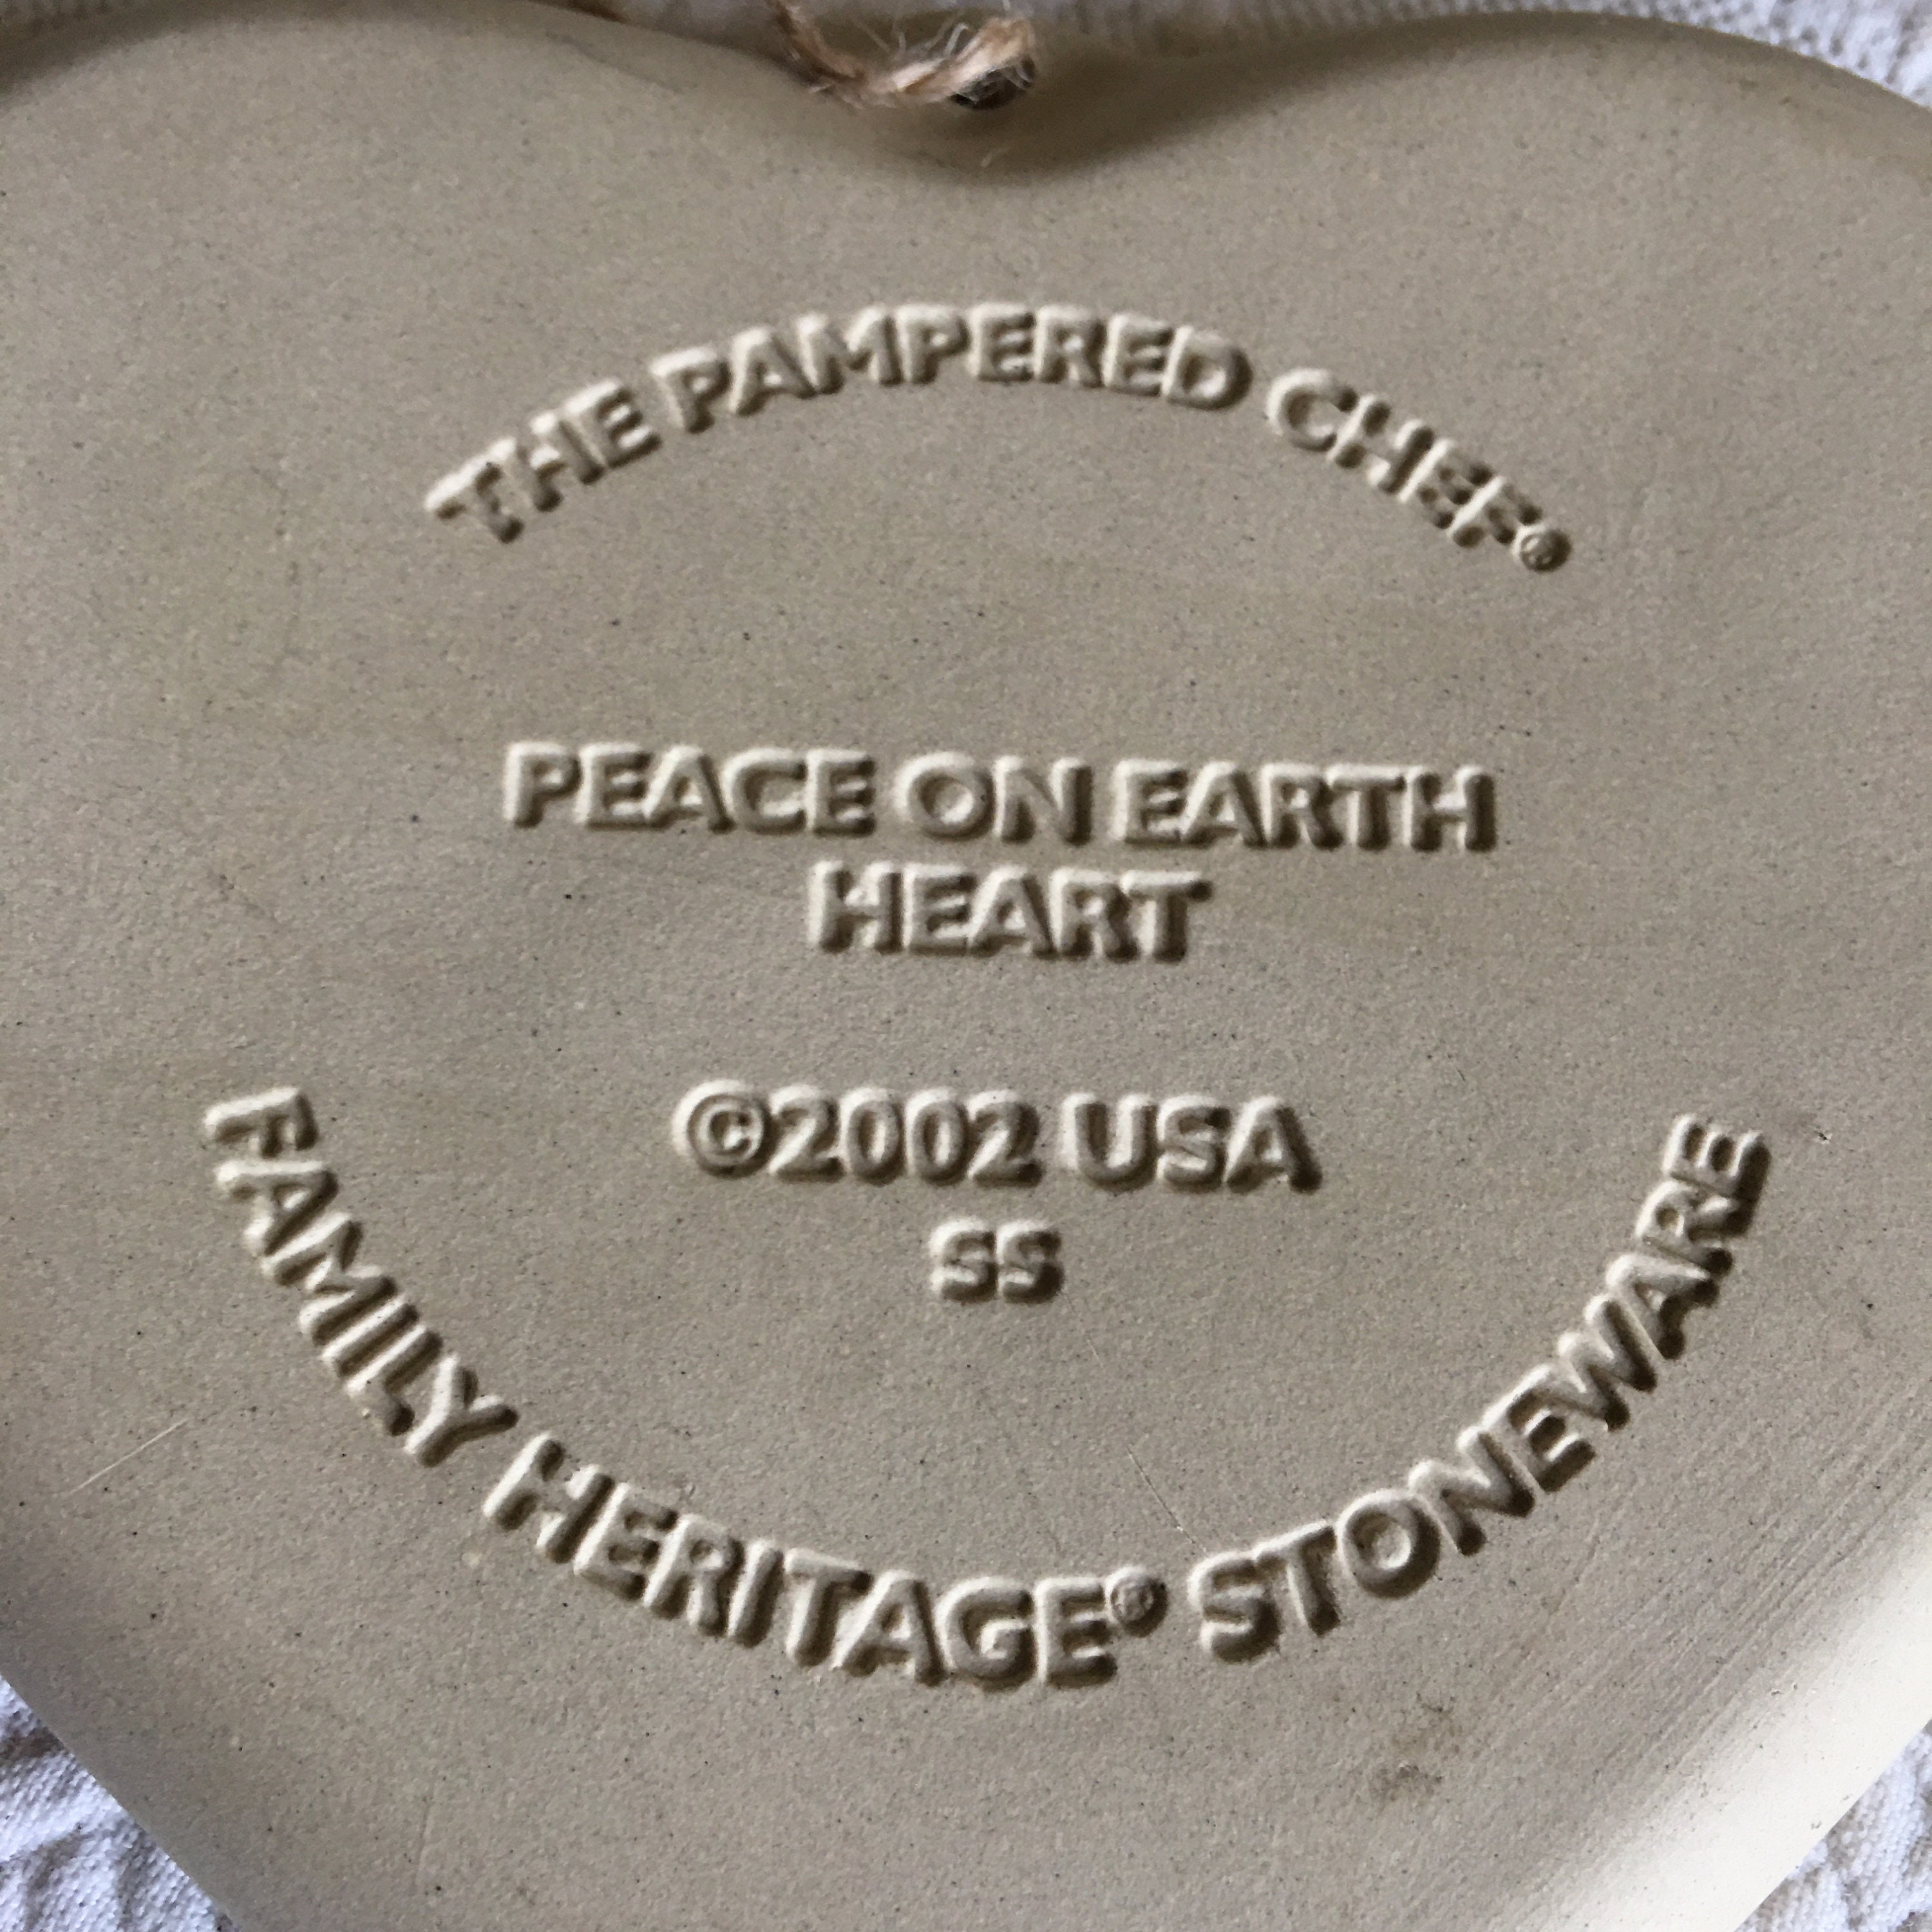 THE PAMPERED CHEF®
PEACE ON EARTH
HEART
©2002 USA
SS
FAMILY HERITAGE® STONEWARE